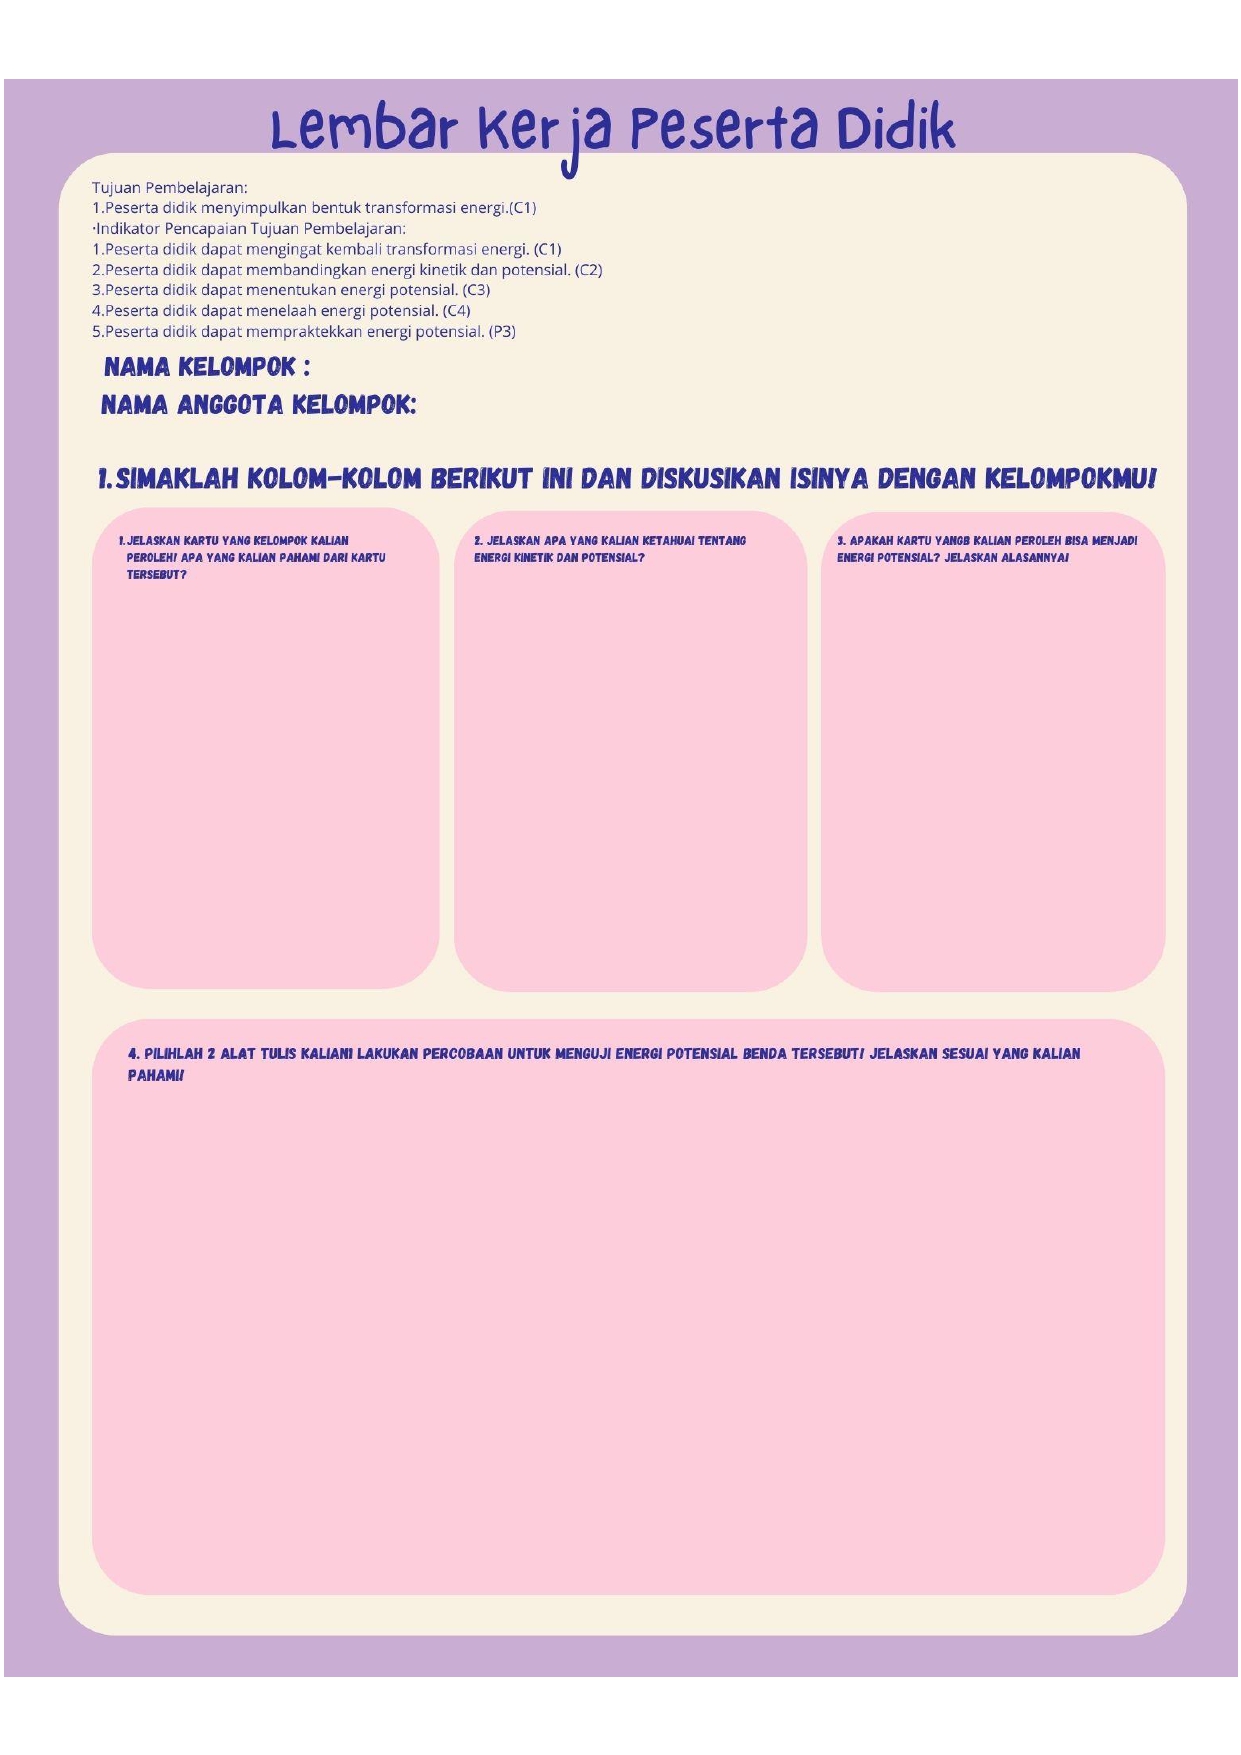 Lembar Kerja Peserta Didik
Tujuan Pembelajaran:
1.Peserta didik menyimpulkan bentuk transformasi energi.(C1)
·Indikator Pencapaian Tujuan Pembelajaran:
1.Peserta didik dapat mengingat kembali transformasi energi. (C1)
2.Peserta didik dapat membandingkan energi kinetik dan potensial. (C2)
3.Peserta didik dapat menentukan energi potensial. (C3)
4.Peserta didik dapat menelaah energi potensial. (C4)
5.Peserta didik dapat mempraktekkan energi potensial. (P3)
NAMA KELOMPOK :
NAMA ANGGOTA KELOMPOK:
1.SIMAKLAH KOLOM-KOLOM BERIKUT INI DAN DISKUSIKAN ISINYA DENGAN KELOMPOKMU!
1.JELASKAN KARTU YANG KELOMPOK KALIAN
PEROLEH! APA YANG KALIAN PAHAMI DARI KARTU
TERSEBUT?
2. JELASKAN APA YANG KALIAN KETAHUAI TENTANG
ENERGI KINETIK DAN POTENSIAL?
3. APAKAH KARTU YANGB KALIAN PEROLEH BISA MENJADI
ENERGI POTENSIAL? JELASKAN ALASANNYA!
4. PILIHLAH 2 ALAT TULIS KALIAN! LAKUKAN PERCOBAAN UNTUK MENGUJI ENERGI POTENSIAL BENDA TERSEBUT! JELASKAN SESUAI YANG KALIAN
PAHAMI!